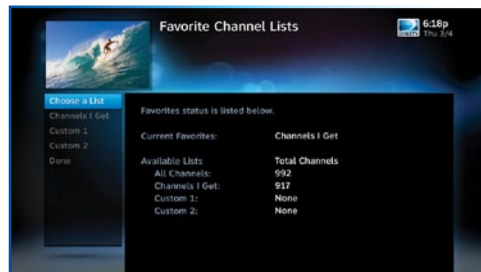 Favorite Channel Lists
6:18p
DIRECTV
Thu 3/4
Choose a List
Channels I Get
Custom 1
Custom 2
Done
Favorites status is listed below.
Current Favorites: Channels I Get
Available Lists Total Channels
All Channels: 992
Channels I Get: 917
Custom 1: None
Custom 2: None